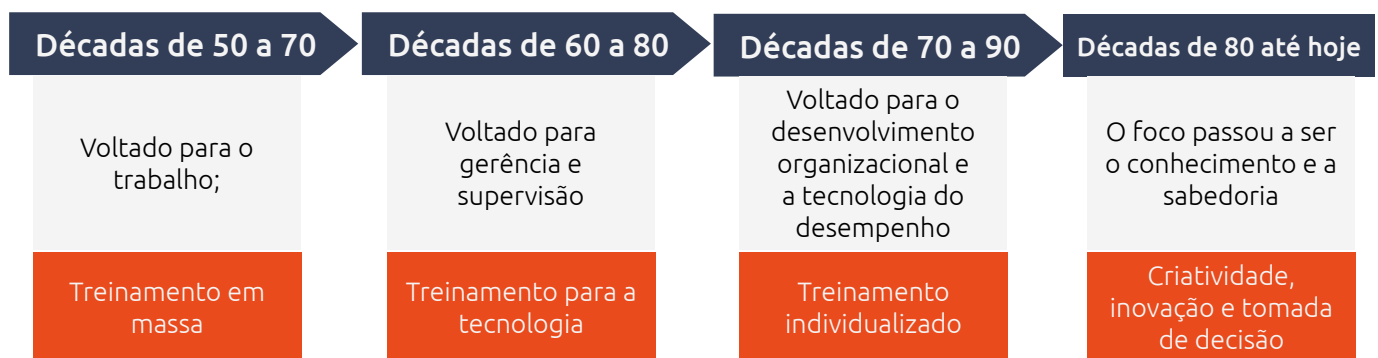 Décadas de 50 a 70
Voltado para o
trabalho;
Treinamento em
massa
Décadas de 60 a 80
Voltado para
gerência e
supervisão
Treinamento para a
tecnologia
Décadas de 70 a 90
Voltado para o
desenvolvimento
organizacional e
a tecnologia do
desempenho
Treinamento
individualizado
Décadas de 80 até hoje
O foco passou a ser
o conhecimento e a
sabedoria
Criatividade,
inovação e tomada
de decisão